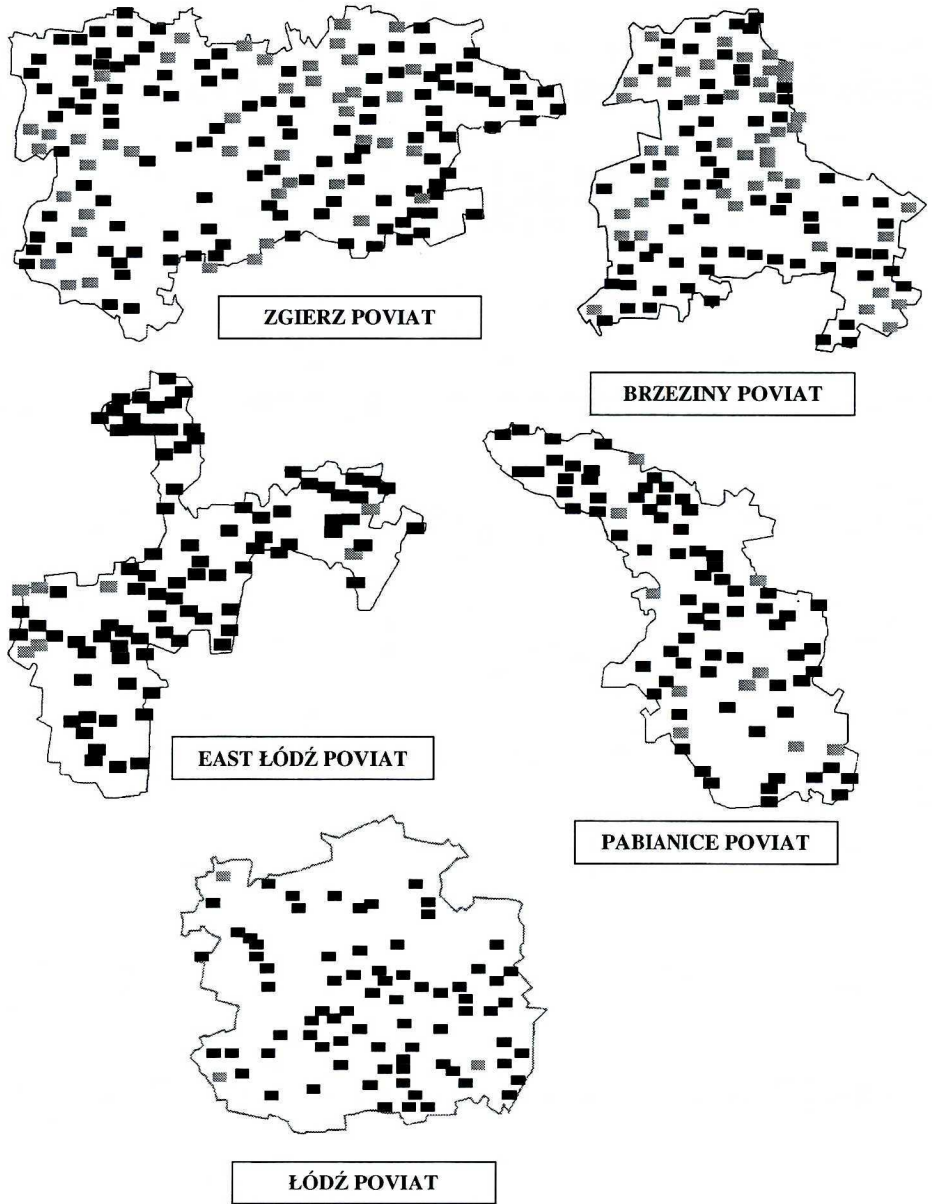 ZGIERZ POVIAT
BRZEZINY POVIAT
EAST ŁÓDŹ POVIAT
PABIANICE POVIAT
ŁÓDŹ POVIAT